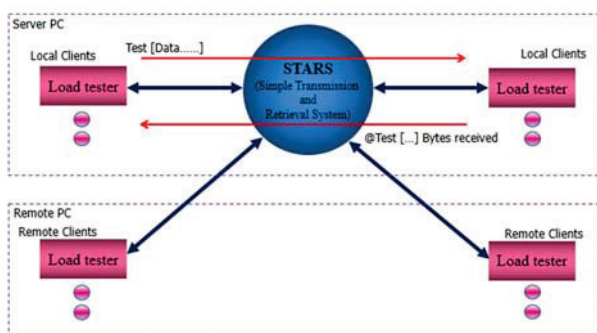 Server PC
Local Clients
Test [Data......]
Local Clients
Load tester
STARS
(Simple Transmission
and
Retrieval System)
Load tester
@Test [...] Bytes received
Remote PC
Remote Clients
Remote Clients
Load tester
Load tester